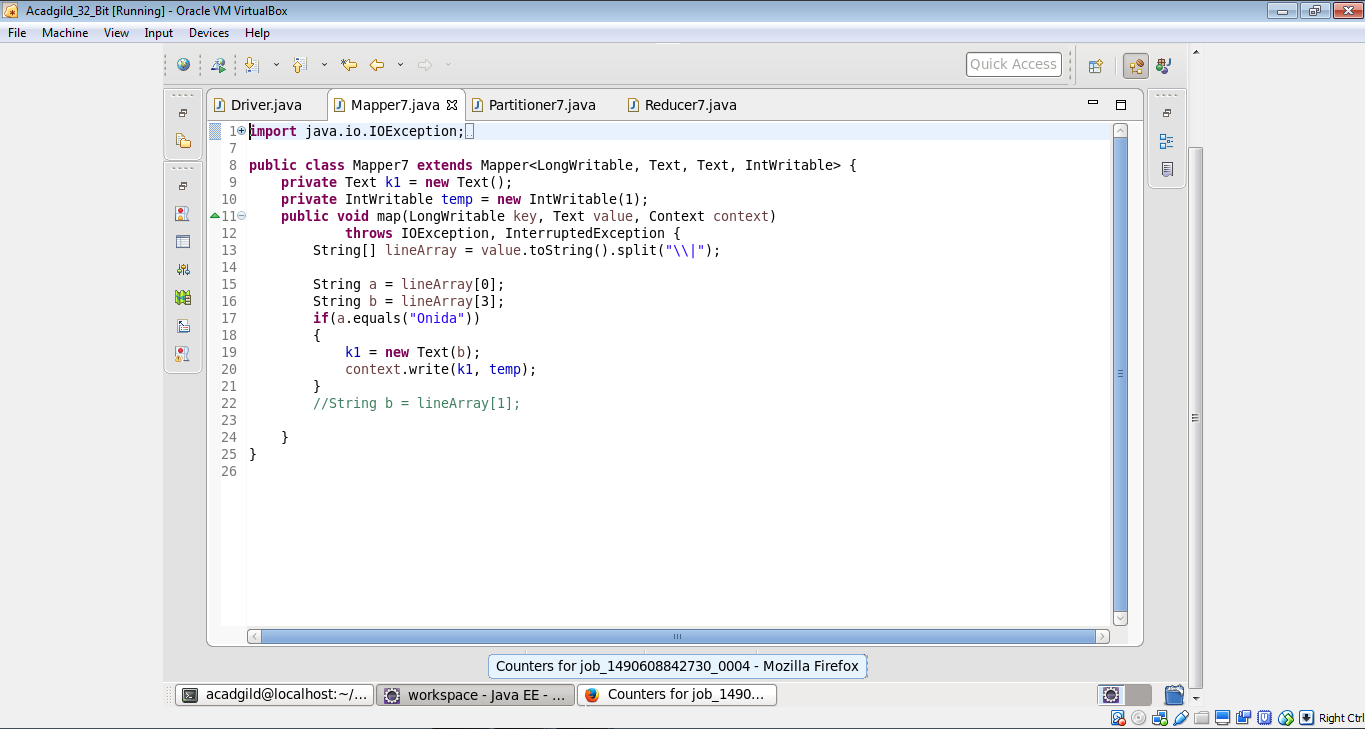 Acadgild_32_Bit [Running] - Oracle VM VirtualBox
File Machine View Input Devices Help
Quick Access
Driver.java Mapper7.java Partitioner7.java Reducer7.java
1 import java.io.IOException;
7
8 public class Mapper7 extends Mapper<LongWritable, Text, Text, IntWritable> {
9 private Text k1 = new Text();
10 private IntWritable temp = new IntWritable(1);
11 public void map(LongWritable key, Text value, Context context)
12 throws IOException, InterruptedException {
13 String[] lineArray = value.toString().split("\\|");
14
15 String a = lineArray[0];
16 String b = lineArray[3];
17 if(a.equals("Onida"))
18 {
19 k1 = new Text(b);
20 context.write(k1, temp);
21 }
22 //String b = lineArray[1];
23
24 }
25 }
26
Counters for job_1490608842730_0004 - Mozilla Firefox
acadgild@localhost:~/... workspace - Java EE - ... Counters for job_1490...
Right Ctrl